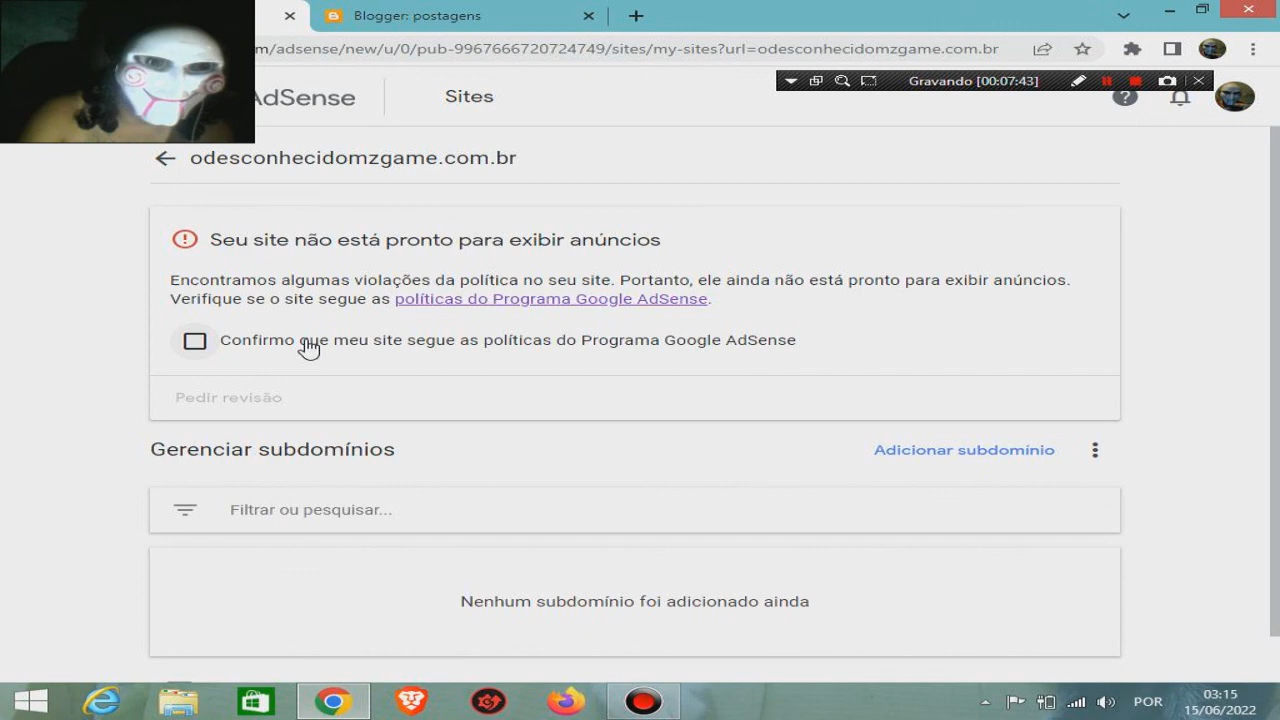 Blogger: postagens
m/adsense/new/u/0/pub-9967666720724749/sites/my-sites?url=odesconhecidomzgame.com.br
Gravando [00:07:43]
AdSense
Sites
odesconhecidomzgame.com.br
Seu site não está pronto para exibir anúncios
Encontramos algumas violações da política no seu site. Portanto, ele ainda não está pronto para exibir anúncios.
Verifique se o site segue as políticas do Programa Google AdSense.
Confirmo que meu site segue as políticas do Programa Google AdSense
Pedir revisão
Gerenciar subdomínios
Adicionar subdomínio
Filtrar ou pesquisar...
Nenhum subdomínio foi adicionado ainda
POR
03:15
15/06/2022